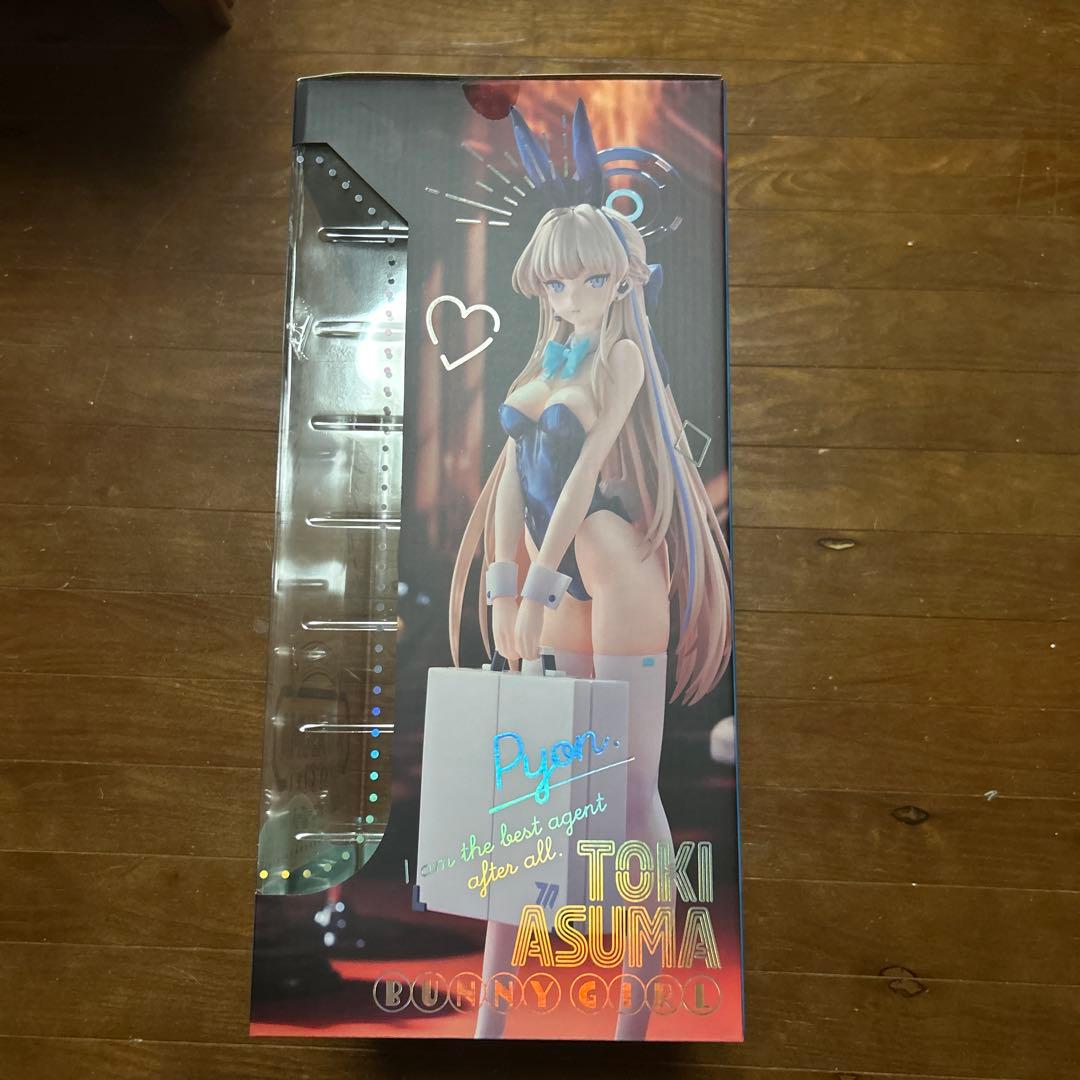 Pyon.
I am the best agent
after all.
TOKI
ASUMA
BUNNY GIRL